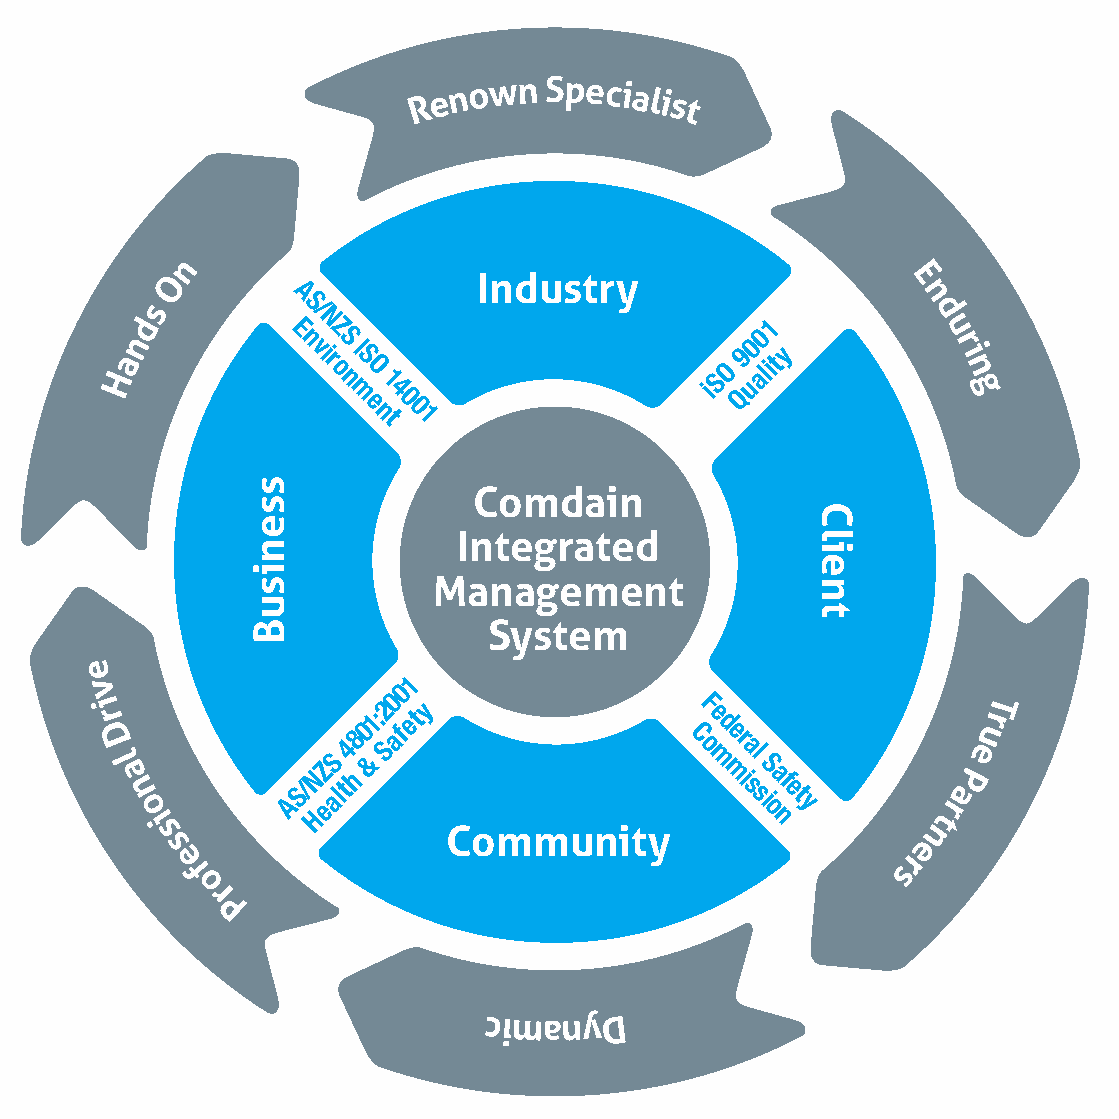 Renown Specialist
Enduring
True Partners
Dynamic
Professional Drive
Hands On
Industry
AS/NZS ISO 14001
Environment
iSO 9001
Quality
Business
Comdain
Integrated
Management
System
Client
AS/NZS 4801:2001
Health & Safety
Federal Safety
Commission
Community